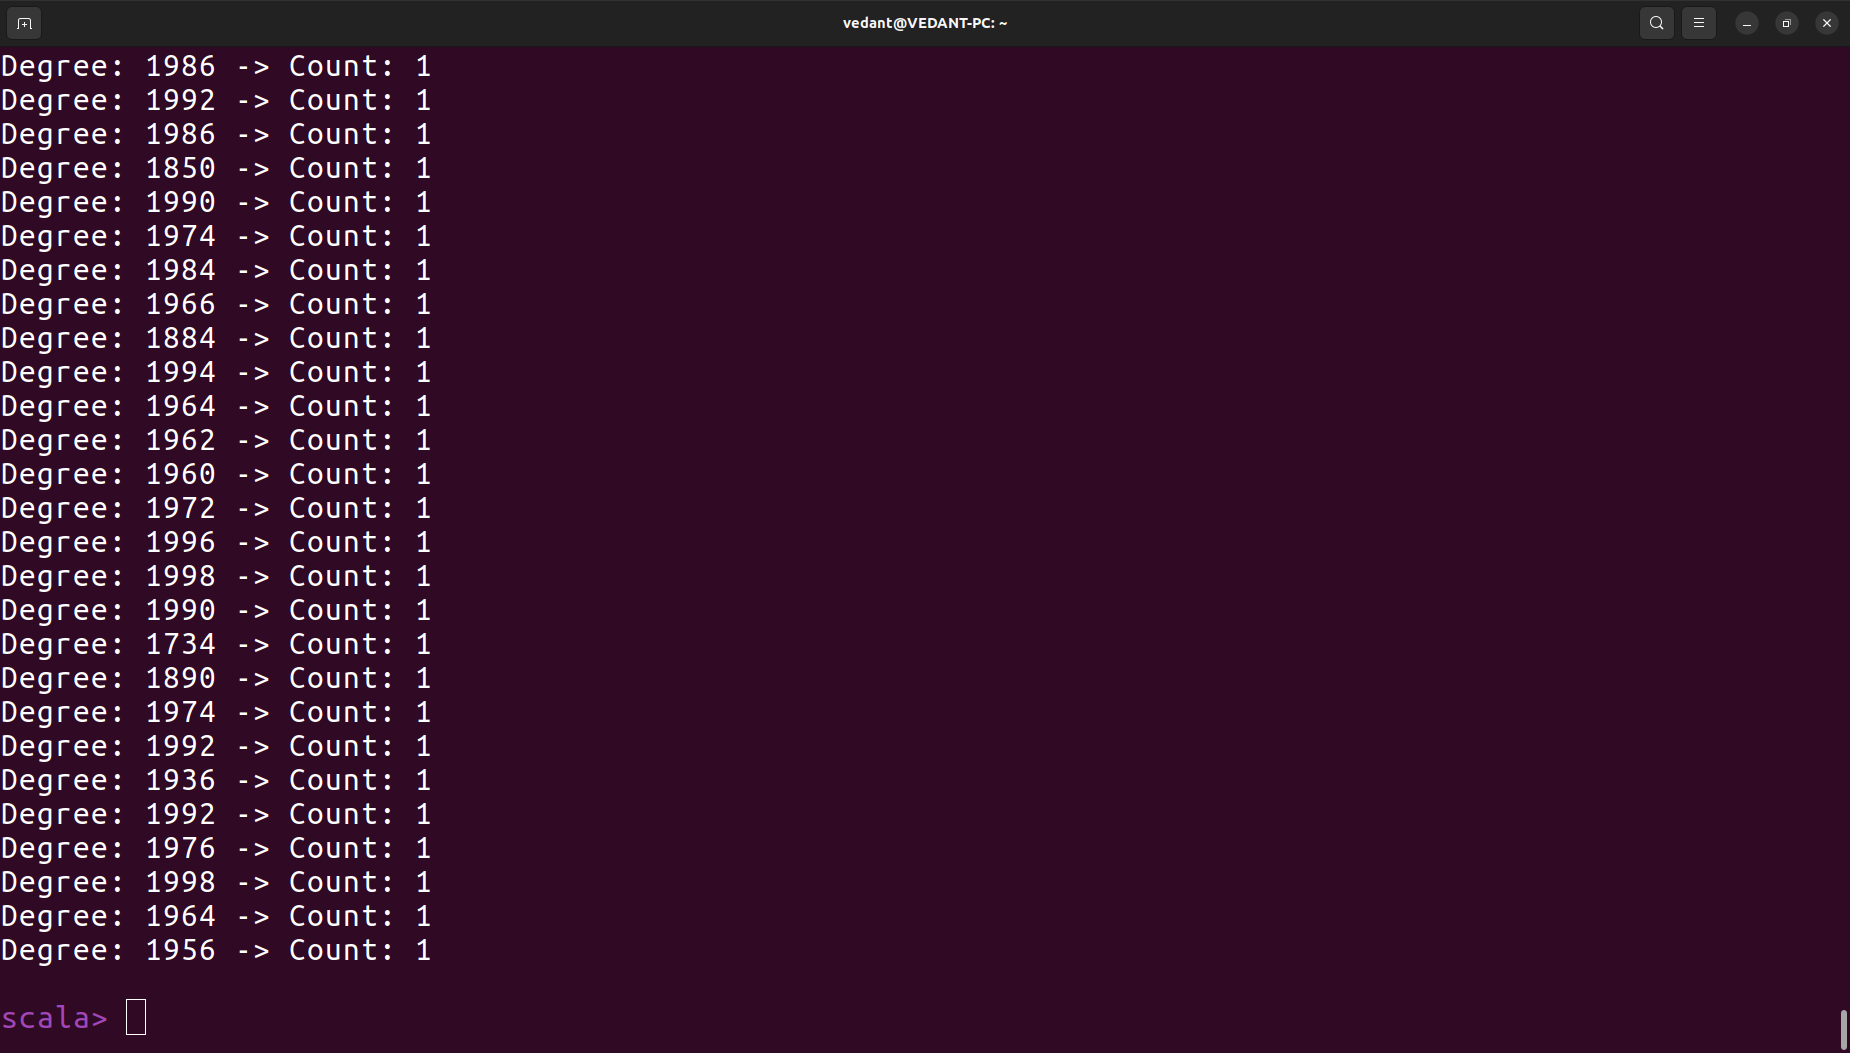 vedant@VEDANT-PC: ~
Degree: 1986 -> Count: 1
Degree: 1992 -> Count: 1
Degree: 1986 -> Count: 1
Degree: 1850 -> Count: 1
Degree: 1990 -> Count: 1
Degree: 1974 -> Count: 1
Degree: 1984 -> Count: 1
Degree: 1966 -> Count: 1
Degree: 1884 -> Count: 1
Degree: 1994 -> Count: 1
Degree: 1964 -> Count: 1
Degree: 1962 -> Count: 1
Degree: 1960 -> Count: 1
Degree: 1972 -> Count: 1
Degree: 1996 -> Count: 1
Degree: 1998 -> Count: 1
Degree: 1990 -> Count: 1
Degree: 1734 -> Count: 1
Degree: 1890 -> Count: 1
Degree: 1974 -> Count: 1
Degree: 1992 -> Count: 1
Degree: 1936 -> Count: 1
Degree: 1992 -> Count: 1
Degree: 1976 -> Count: 1
Degree: 1998 -> Count: 1
Degree: 1964 -> Count: 1
Degree: 1956 -> Count: 1
scala>